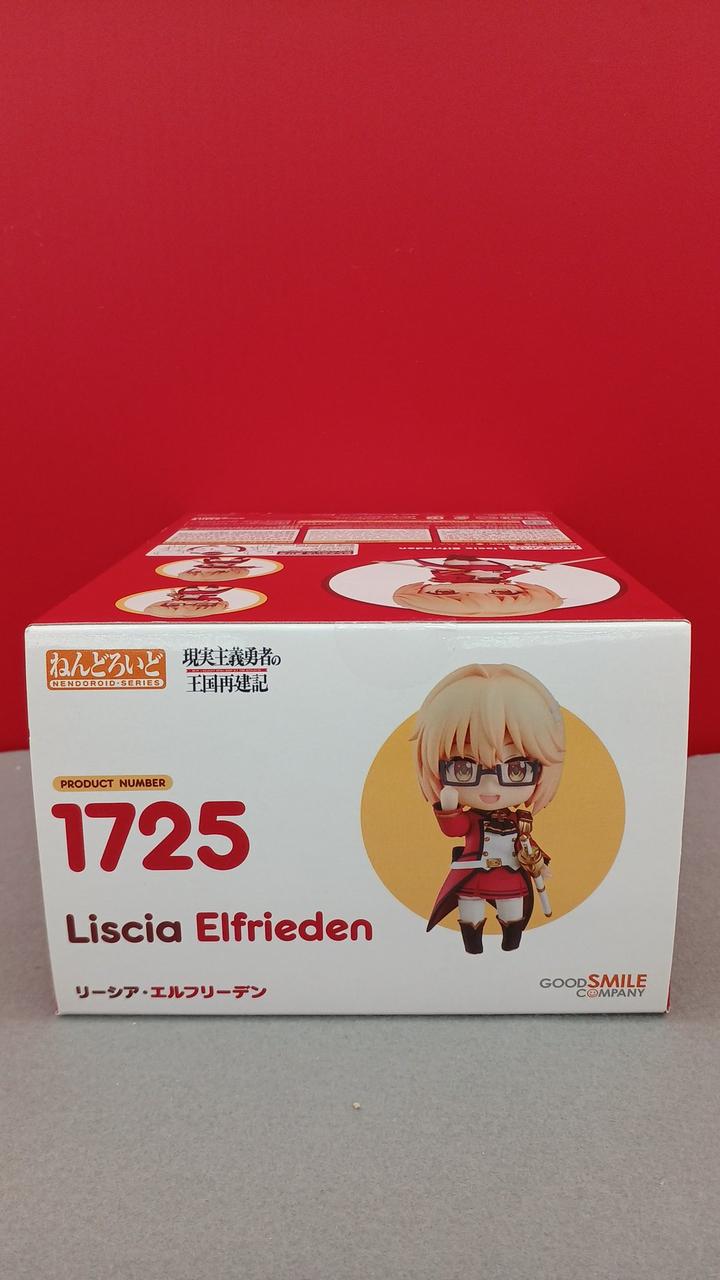 Liscia Elfrieden
ねんどろいど
NENDOROID-SERIES
現実主義勇者の
王国再建記
PRODUCT NUMBER
1725
Liscia Elfrieden
リーシア・エルフリーデン
GOOD SMILE
COMPANY